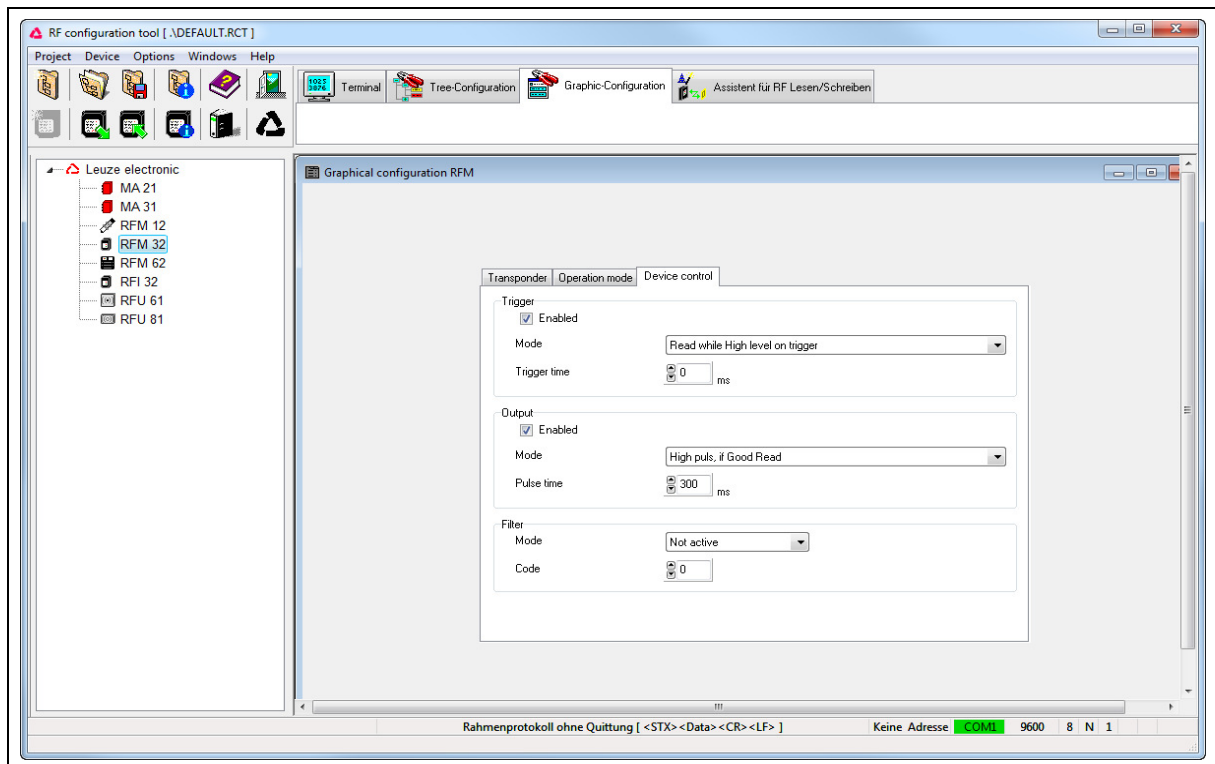 RF configuration tool [ .\DEFAULT.RCT ]
Project Device Options Windows Help
1025
3076
Terminal
Tree-Configuration
Graphic-Configuration
Assistent für RF Lesen/Schreiben
Leuze electronic
MA 21
MA 31
RFM 12
RFM 32
RFM 62
RFI 32
RFU 61
RFU 81
Graphical configuration RFM
Transponder Operation mode Device control
Trigger
Enabled
Mode Read while High level on trigger
Trigger time 0 ms
Output
Enabled
Mode High puls, if Good Read
Pulse time 300 ms
Filter
Mode Not active
Code 0
Rahmenprotokoll ohne Quittung [ <STX><Data><CR><LF> ] Keine Adresse COM1 9600 8 N 1